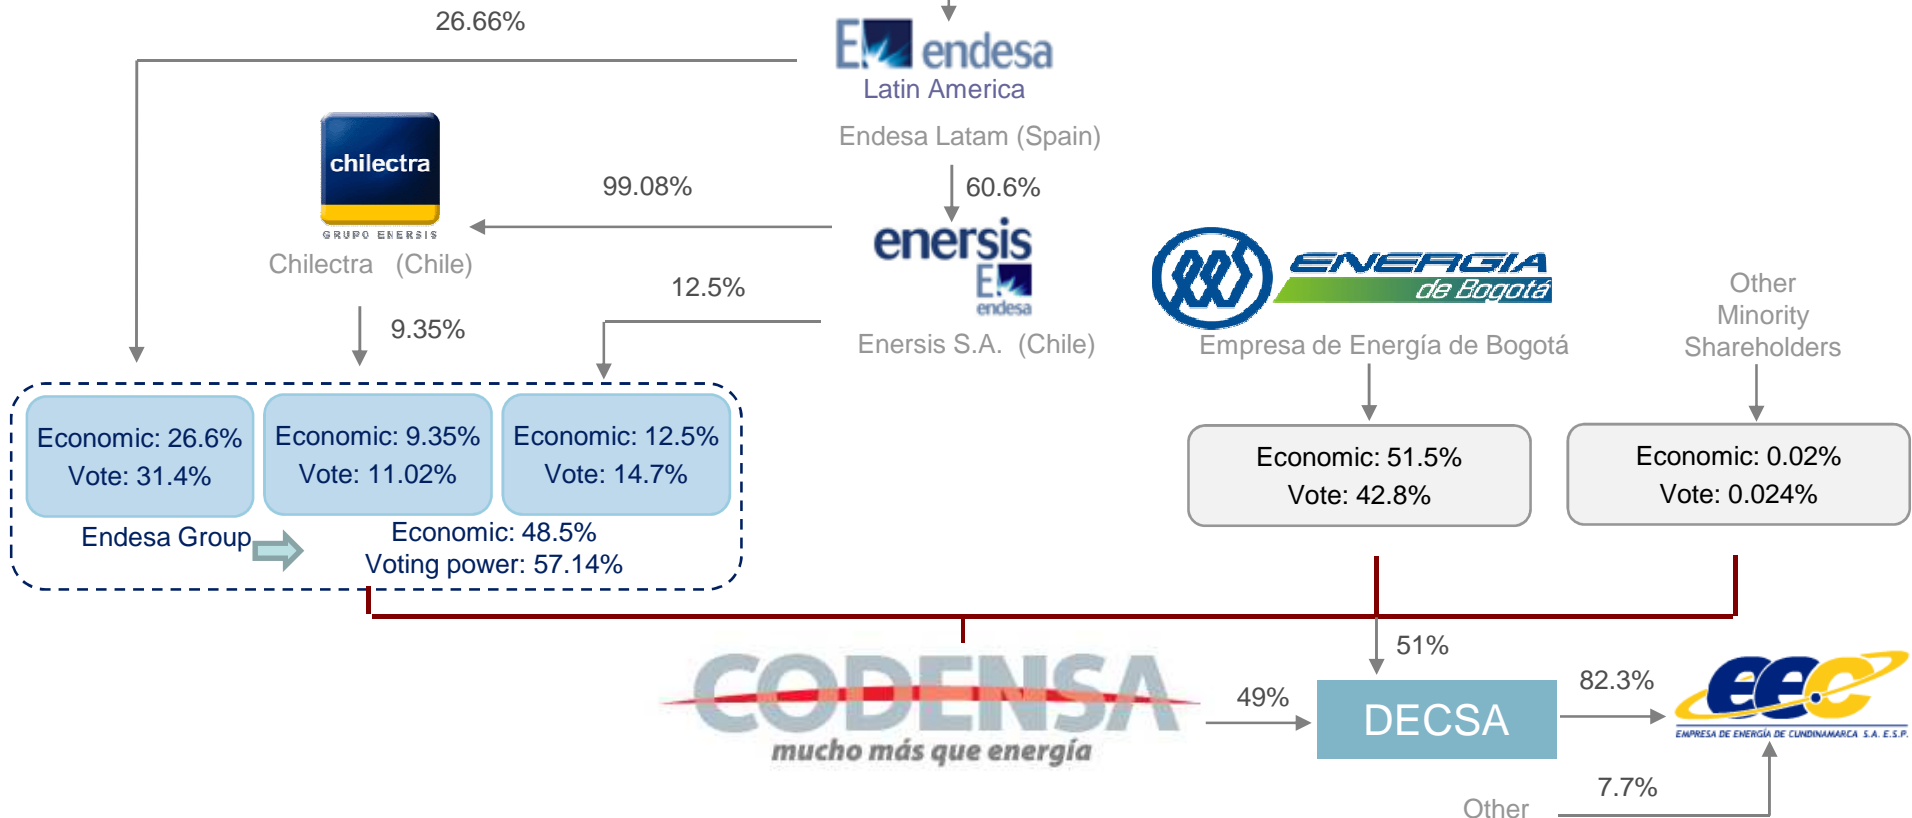 26.66%
endesa
Latin America
Endesa Latam (Spain)
chilectra
GRUPO ENERSIS
Chilectra (Chile)
99.08%
60.6%
enersis
endesa
Enersis S.A. (Chile)
12.5%
9.35%
ENERGIA
de Bogotá
Empresa de Energía de Bogotá
Other
Minority
Shareholders
Economic: 26.6%
Vote: 31.4%
Economic: 9.35%
Vote: 11.02%
Economic: 12.5%
Vote: 14.7%
Endesa Group
Economic: 48.5%
Voting power: 57.14%
Economic: 51.5%
Vote: 42.8%
Economic: 0.02%
Vote: 0.024%
CODENSA
mucho más que energía
49%
51%
DECSA
82.3%
eec
EMPRESA DE ENERGÍA DE CUNDINAMARCA S.A. E.S.P.
7.7%
Other